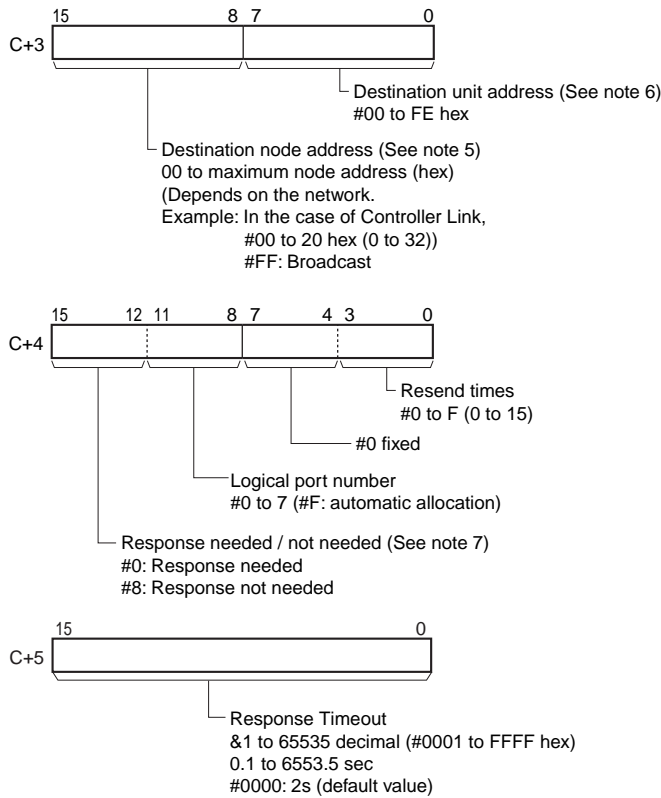 15 8 7 0
C+3
Destination unit address (See note 6)
#00 to FE hex
Destination node address (See note 5)
00 to maximum node address (hex)
(Depends on the network.
Example: In the case of Controller Link,
#00 to 20 hex (0 to 32))
#FF: Broadcast
15 12 11 8 7 4 3 0
C+4
Resend times
#0 to F (0 to 15)
#0 fixed
Logical port number
#0 to 7 (#F: automatic allocation)
Response needed / not needed (See note 7)
#0: Response needed
#8: Response not needed
15 0
C+5
Response Timeout
&1 to 65535 decimal (#0001 to FFFF hex)
0.1 to 6553.5 sec
#0000: 2s (default value)